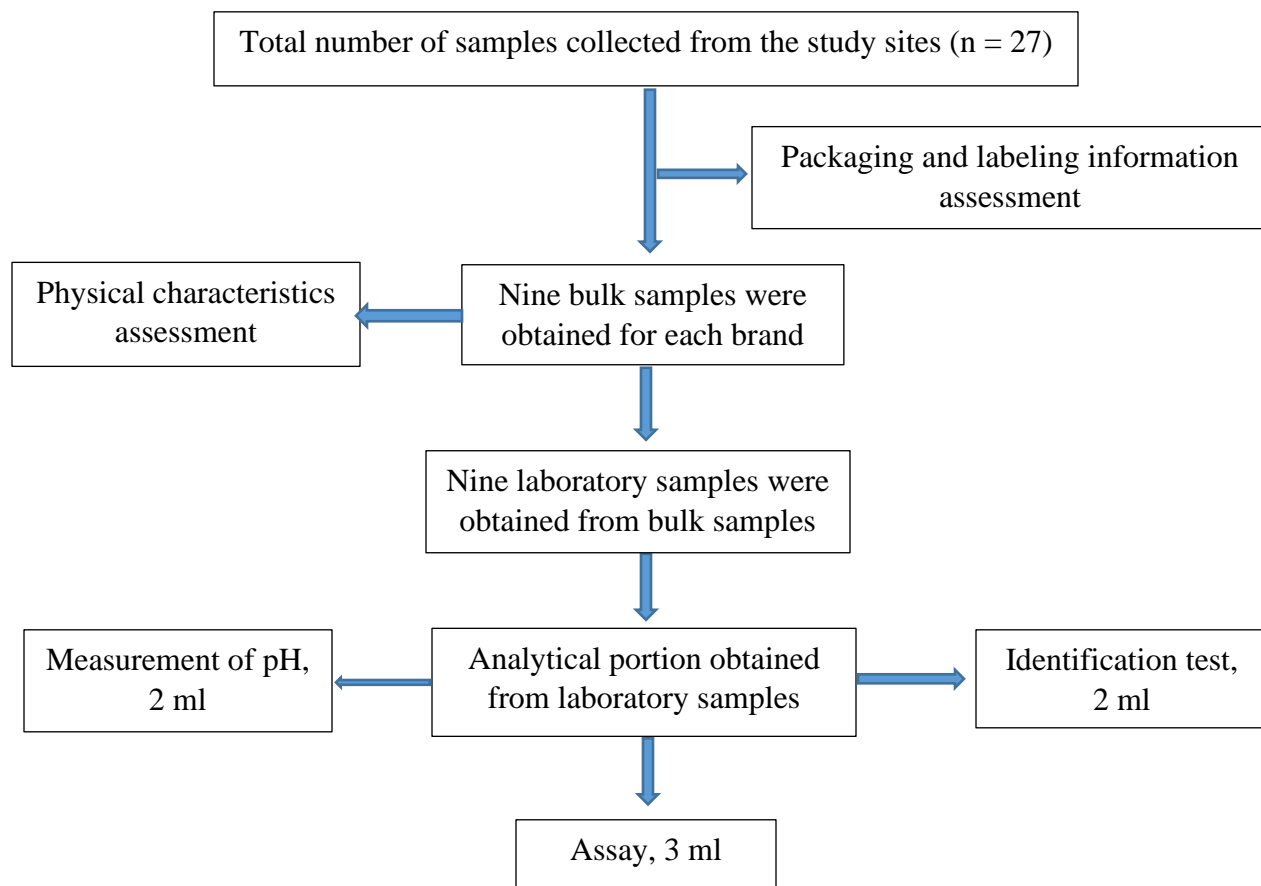 Total number of samples collected from the study sites (n = 27)
Packaging and labeling information
assessment
Physical characteristics
assessment
Nine bulk samples were
obtained for each brand
Nine laboratory samples were
obtained from bulk samples
Measurement of pH,
2 ml
Analytical portion obtained
from laboratory samples
Identification test,
2 ml
Assay, 3 ml